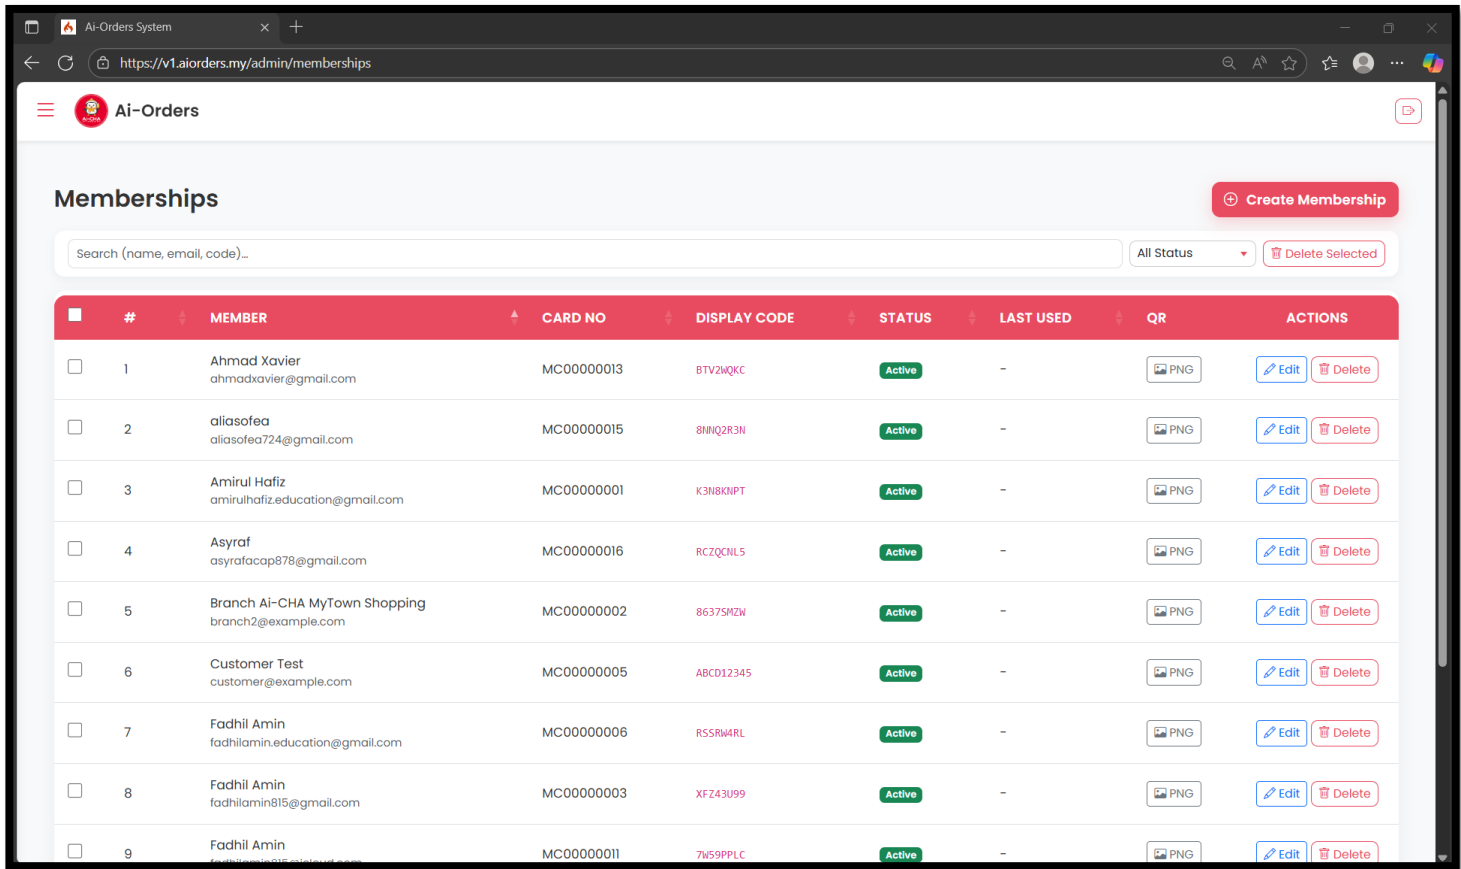 Ai-Orders System
https://v1.aiorders.my/admin/memberships
Ai-CHA
Ai-Orders
Memberships
Create Membership
Search (name, email, code)...
All Status
Delete Selected
# MEMBER CARD NO DISPLAY CODE STATUS LAST USED QR ACTIONS
1 Ahmad Xavier MC00000013 BTV2WQKC Active - PNG Edit Delete
ahmadxavier@gmail.com
2 aliasofea MC00000015 8NNQ2R3N Active - PNG Edit Delete
aliasofea724@gmail.com
3 Amirul Hafiz MC00000001 K3N8KNPT Active - PNG Edit Delete
amirulhafiz.education@gmail.com
4 Asyraf MC00000016 RCZQCNL5 Active - PNG Edit Delete
asyrafacap878@gmail.com
5 Branch Ai-CHA MyTown Shopping MC00000002 8637SMZW Active - PNG Edit Delete
branch2@example.com
6 Customer Test MC00000005 ABCD12345 Active - PNG Edit Delete
customer@example.com
7 Fadhil Amin MC00000006 RSSRW4RL Active - PNG Edit Delete
fadhilamin.education@gmail.com
8 Fadhil Amin MC00000003 XFZ43U99 Active - PNG Edit Delete
fadhilamin815@gmail.com
9 Fadhil Amin MC00000011 7W59PPLC Active - PNG Edit Delete
fadhilamin815@icloud.com